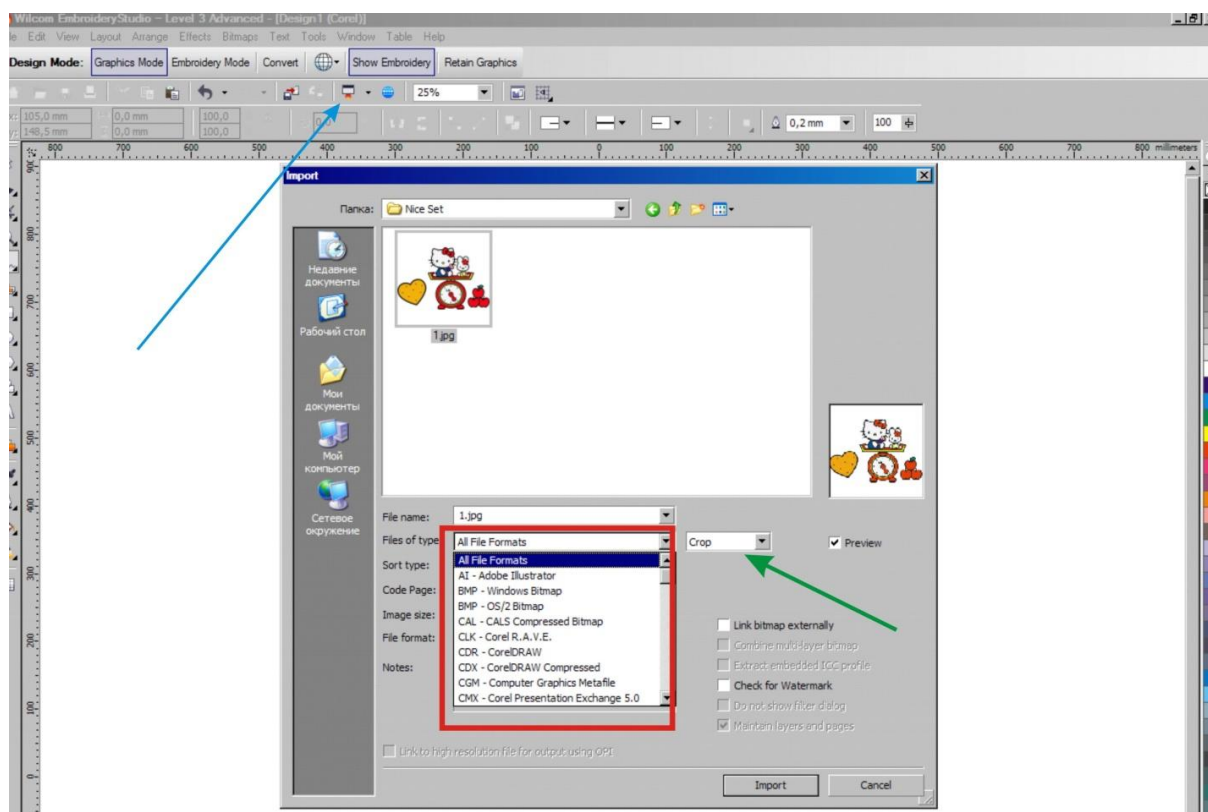 Wilcom EmbroideryStudio - Level 3 Advanced - [Design1 (Corel)]
Edit View Layout Arrange Effects Bitmaps Text Tools Window Table Help
Design Mode: Graphics Mode Embroidery Mode Convert Show Embroidery Retain Graphics
25%
105,0 mm 0,0 mm 100,0 0,2 mm 100
148,5 mm 0,0 mm 100,0
800 700 600 500 400 300 200 100 0 100 200 300 400 500 600 700 800 millimeters
Import
Папка: Nice Set
Недавние
документы
Рабочий стол
Мои
документы
Мой
компьютер
Сетевое
окружение
1.jpg
File name: 1.jpg
Files of type All File Formats Crop Preview
Sort type: All File Formats
AI - Adobe Illustrator
Code Page: BMP - Windows Bitmap
BMP - OS/2 Bitmap
Image size: CAL - CALS Compressed Bitmap Link bitmap externally
File format: CLK - Corel R.A.V.E. Combine multi-layer bitmap
CDR - CorelDRAW
Notes: CDX - CorelDRAW Compressed Extract embedded ICC profile
CGM - Computer Graphics Metafile Check for Watermark
CMX - Corel Presentation Exchange 5.0 Do not show filter dialog
Maintain layers and pages
Link to high resolution file for output using OPI
Import Cancel